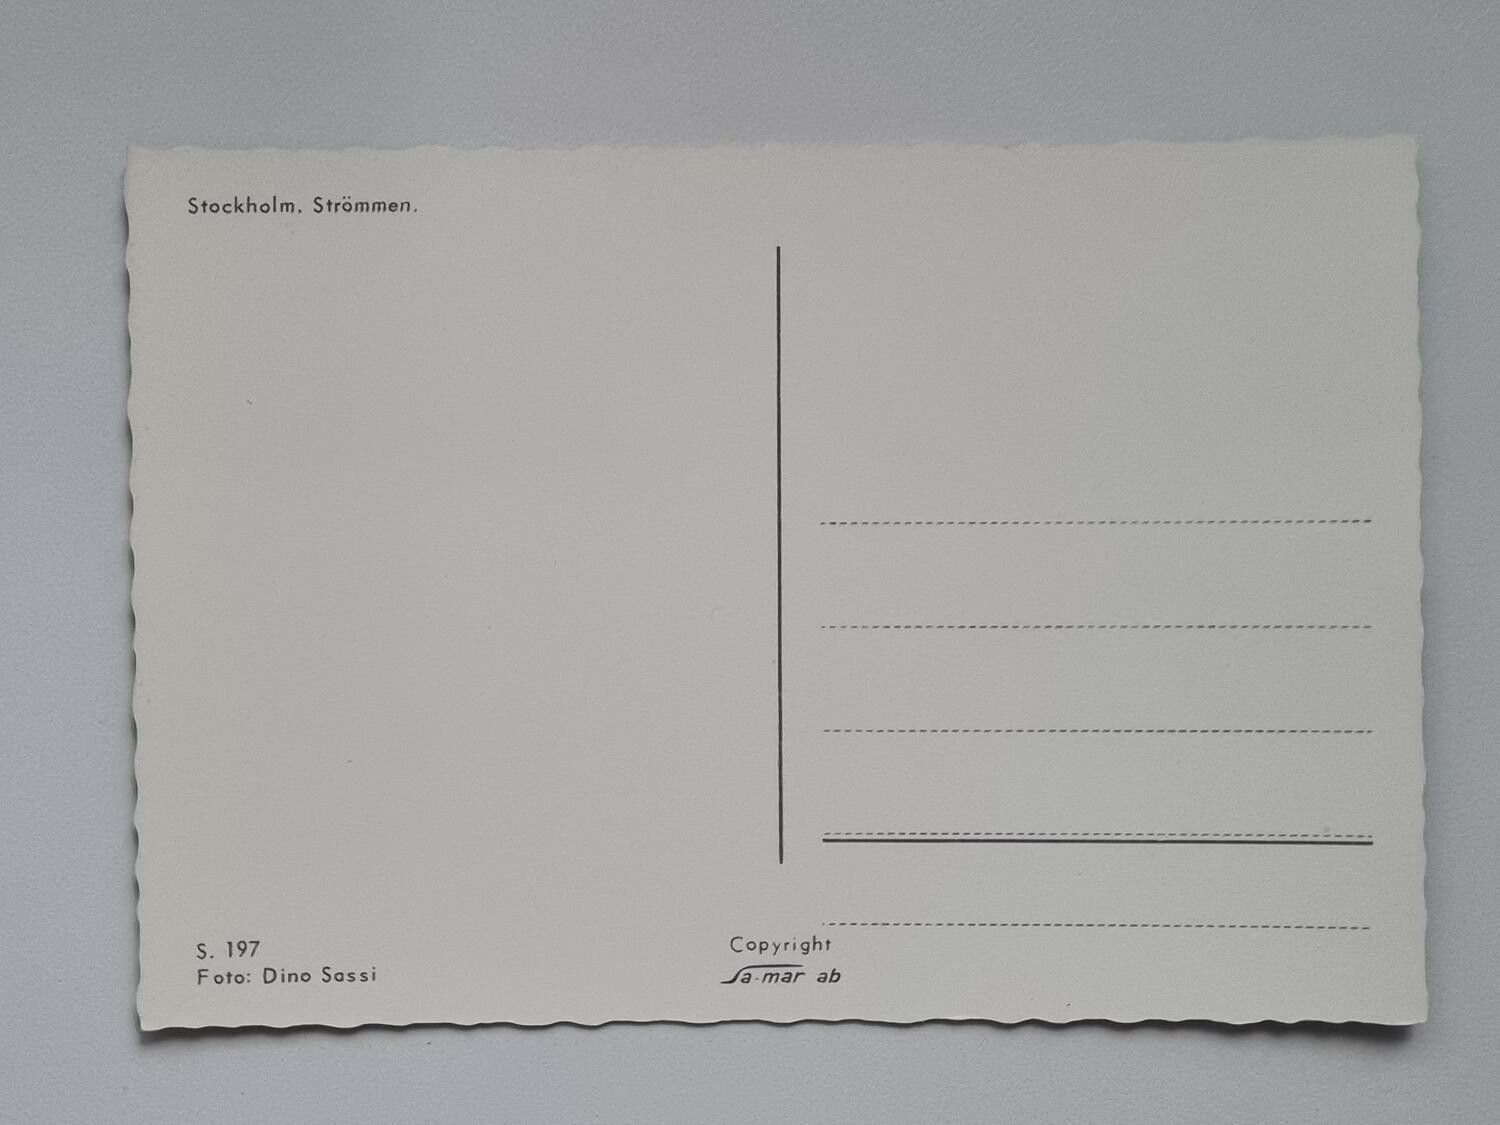 Stockholm, Strömmen.
S. 197
Foto: Dino Sassi
Copyright
Sa-mar ab